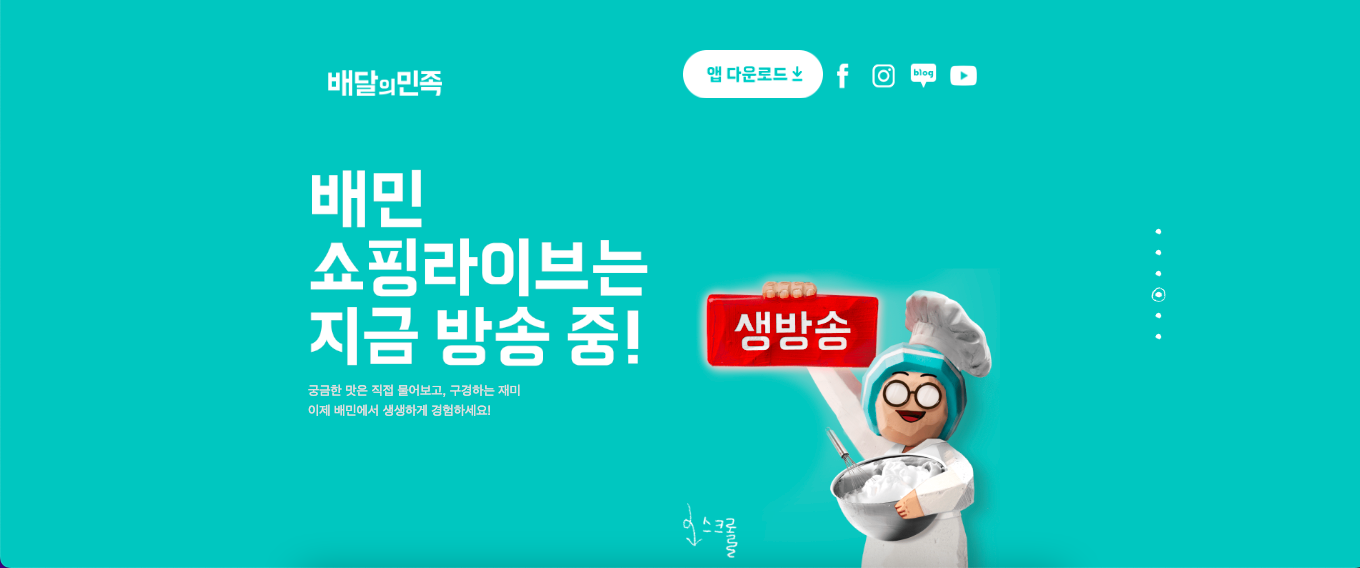 배달의민족
앱 다운로드
blog
배민
쇼핑라이브는
지금 방송 중!
궁금한 맛은 직접 물어보고, 구경하는 재미
이제 배민에서 생생하게 경험하세요!
생방송
스크롤